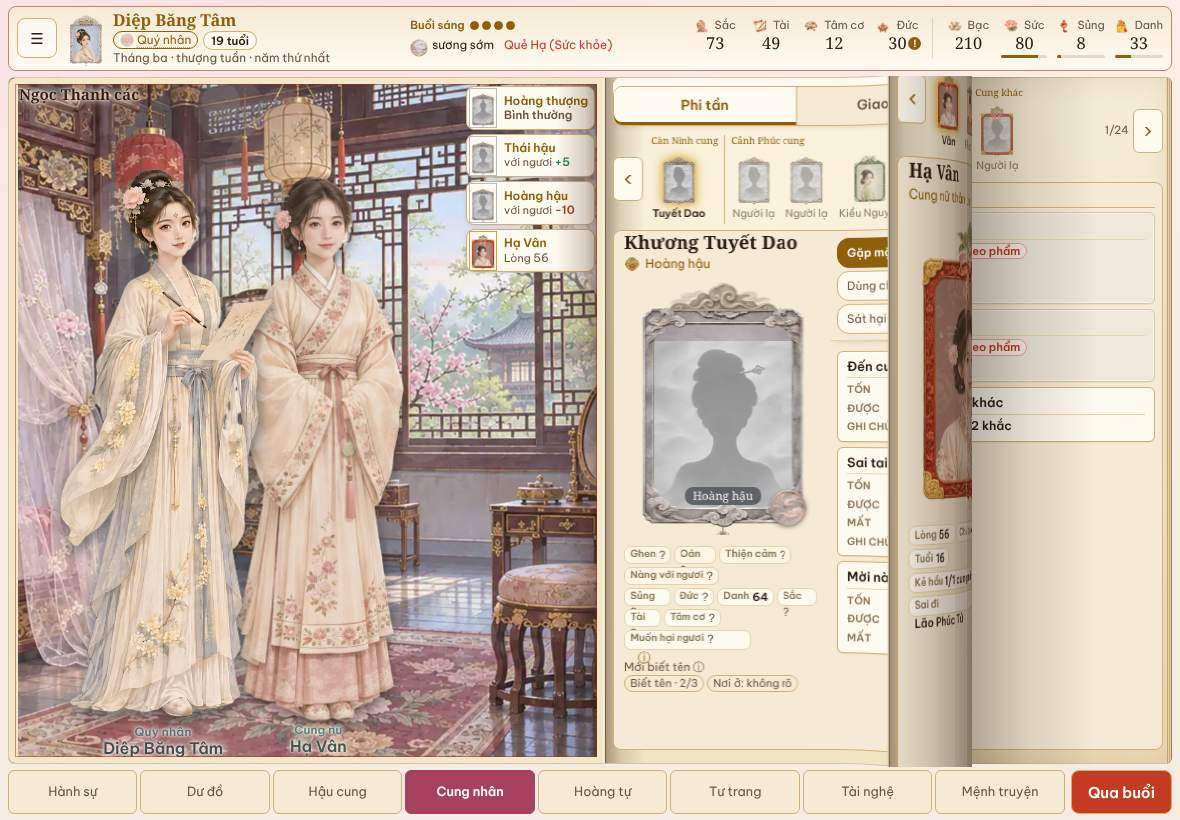 Diệp Băng Tâm
Quý nhân
19 tuổi
Tháng ba · thượng tuần · năm thứ nhất
Buổi sáng
sương sớm Quẻ Hạ (Sức khỏe)
Sắc
73
Tài
49
Tâm cơ
12
Đức
30
Bạc
210
Sức
80
Sủng
8
Danh
33
Ngọc Thanh các
Hoàng thượng
Bình thường
Thái hậu
với ngươi +5
Hoàng hậu
với ngươi −10
Hạ Vân
Lòng 56
Quý nhân
Diệp Băng Tâm
Cung nữ
Hạ Vân
Phi tần
Giao
Càn Ninh cung
Cảnh Phúc cung
Tuyết Dao
Người lạ
Người lạ
Kiều Nguy
Khương Tuyết Dao
Hoàng hậu
Hoàng hậu
Ghen ?
Oán
Thiện cảm ?
Nàng với ngươi ?
Sủng
Đức ?
Danh 64
Sắc
?
Tài
Tâm cơ ?
Muốn hại ngươi ?
Mới biết tên
Biết tên · 2/3
Nơi ở: không rõ
Gặp
Dùng
Sát hại
Đến
TỐN
ĐƯỢC
GHI CHÚ
Sai tai
TỐN
ĐƯỢC
MẤT
GHI CHÚ
Mời
TỐN
ĐƯỢC
MẤT
Vân
Hạ Vân
Cung nữ
Lòng 56
Tuổi 16
Kẻ hầu 1/1
Sai đi
Lão Phúc
Cung khác
Người lạ
1/24
eo phẩm
eo phẩm
khác
2 khắc
Hành sự
Dư đồ
Hậu cung
Cung nhân
Hoàng tự
Tư trang
Tài nghệ
Mệnh truyện
Qua buổi